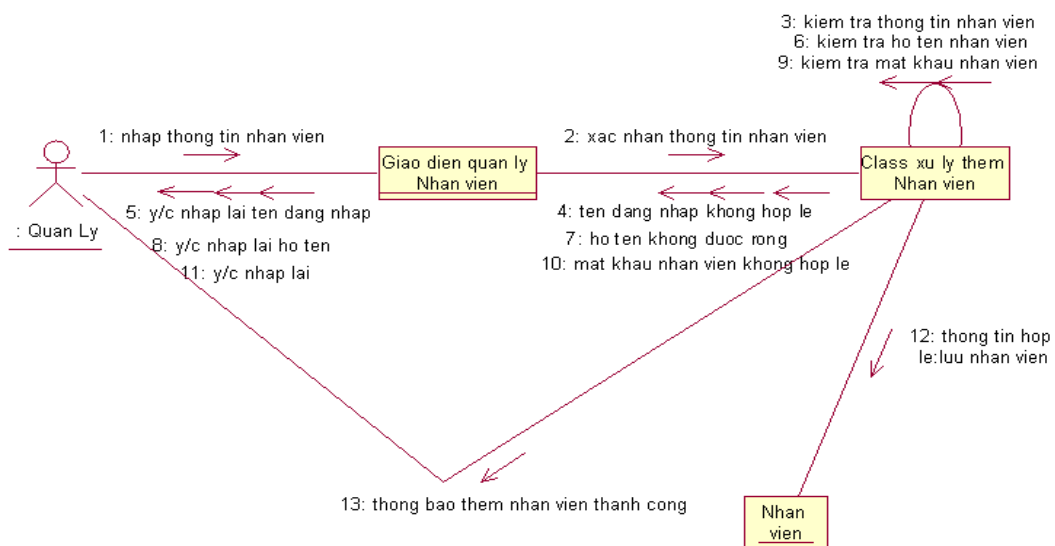 3: kiem tra thong tin nhan vien
6: kiem tra ho ten nhan vien
9: kiem tra mat khau nhan vien
1: nhap thong tin nhan vien
2: xac nhan thong tin nhan vien
Giao dien quan ly
Nhan vien
Class xu ly them
Nhan vien
: Quan Ly
5: y/c nhap lai ten dang nhap
8: y/c nhap lai ho ten
11: y/c nhap lai
4: ten dang nhap khong hop le
7: ho ten khong duoc rong
10: mat khau nhan vien khong hop le
12: thong tin hop
le:luu nhan vien
13: thong bao them nhan vien thanh cong
Nhan
vien